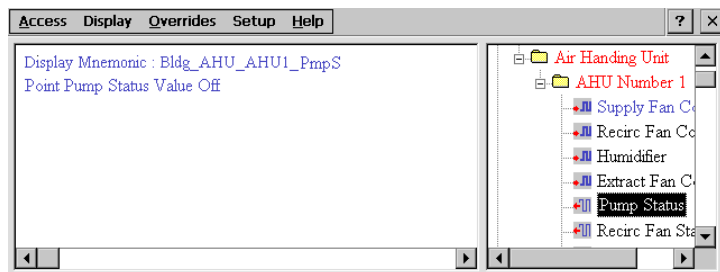 Access Display Overrides Setup Help ? ×
Display Mnemonic : Bldg_AHU_AHU1_PmpS
Point Pump Status Value Off
Air Handing Unit
AHU Number 1
Supply Fan Co
Recirc Fan Co
Humidifier
Extract Fan C
Pump Status
Recirc Fan Sta